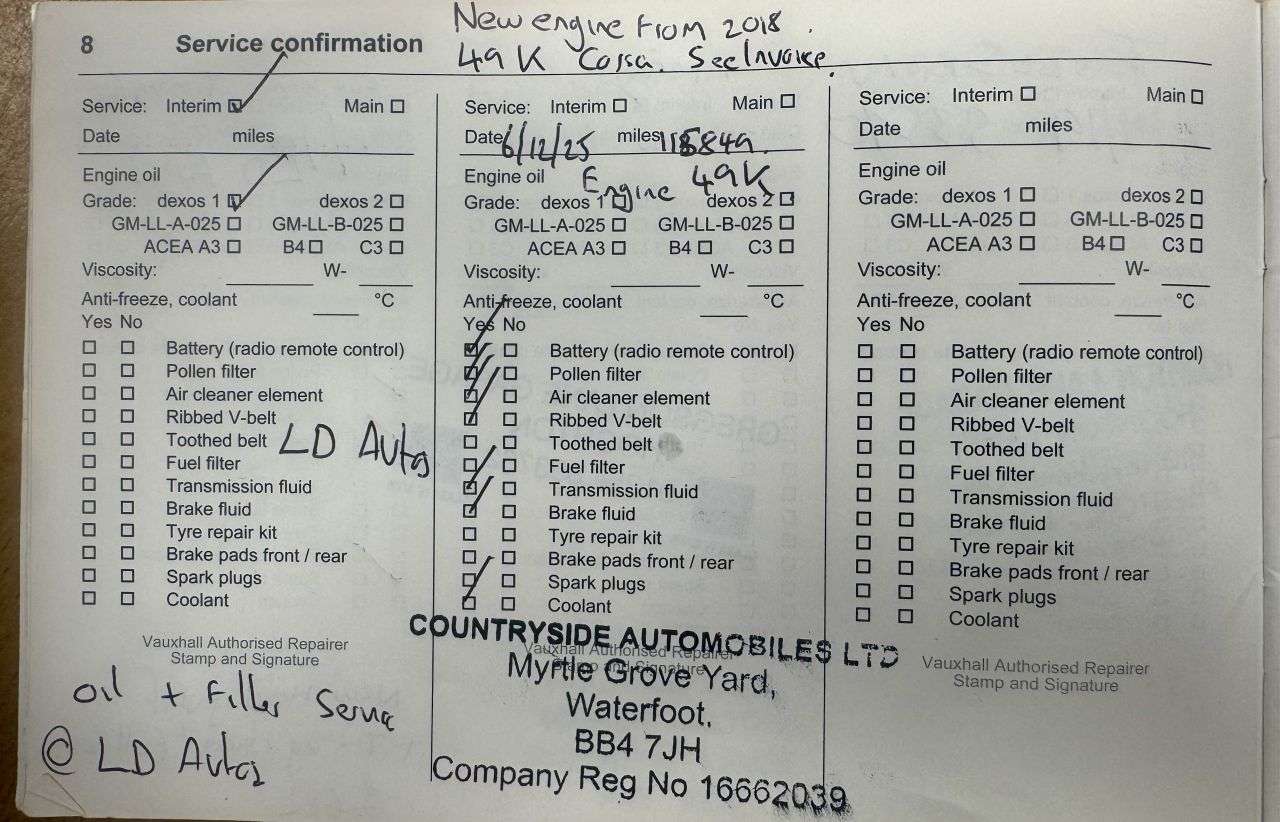 8 Service confirmation
New engine from 2018.
49K Corsa. See Invoice.
Service: Interim Main
Date miles
Engine oil
Grade: dexos 1 dexos 2
GM-LL-A-025 GM-LL-B-025
ACEA A3 B4 C3
Viscosity: W-
Anti-freeze, coolant °C
Yes No
Battery (radio remote control)
Pollen filter
Air cleaner element
Ribbed V-belt
Toothed belt
LD Autos
Fuel filter
Transmission fluid
Brake fluid
Tyre repair kit
Brake pads front / rear
Spark plugs
Coolant
Vauxhall Authorised Repairer
Stamp and Signature
oil + Filter Service
@ LD Autos
Service: Interim Main
Date 6/12/25 miles
Engine oil Engine 49K
Grade: dexos 1 dexos 2
GM-LL-A-025 GM-LL-B-025
ACEA A3 B4 C3
Viscosity: W-
Anti-freeze, coolant °C
Yes No
Battery (radio remote control)
Pollen filter
Air cleaner element
Ribbed V-belt
Toothed belt
Fuel filter
Transmission fluid
Brake fluid
Tyre repair kit
Brake pads front / rear
Spark plugs
Coolant
COUNTRYSIDE AUTOMOBILES LTD
Vauxhall Authorised Repairer
Stamp and Signature
Myrtle Grove Yard,
Waterfoot,
BB4 7JH
Company Reg No 16662039
Service: Interim Main
Date miles
Engine oil
Grade: dexos 1 dexos 2
GM-LL-A-025 GM-LL-B-025
ACEA A3 B4 C3
Viscosity: W-
Anti-freeze, coolant °C
Yes No
Battery (radio remote control)
Pollen filter
Air cleaner element
Ribbed V-belt
Toothed belt
Fuel filter
Transmission fluid
Brake fluid
Tyre repair kit
Brake pads front / rear
Spark plugs
Coolant
Vauxhall Authorised Repairer
Stamp and Signature